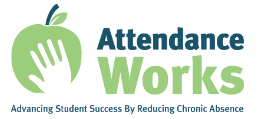 Attendance
Works
Advancing Student Success By Reducing Chronic Absence